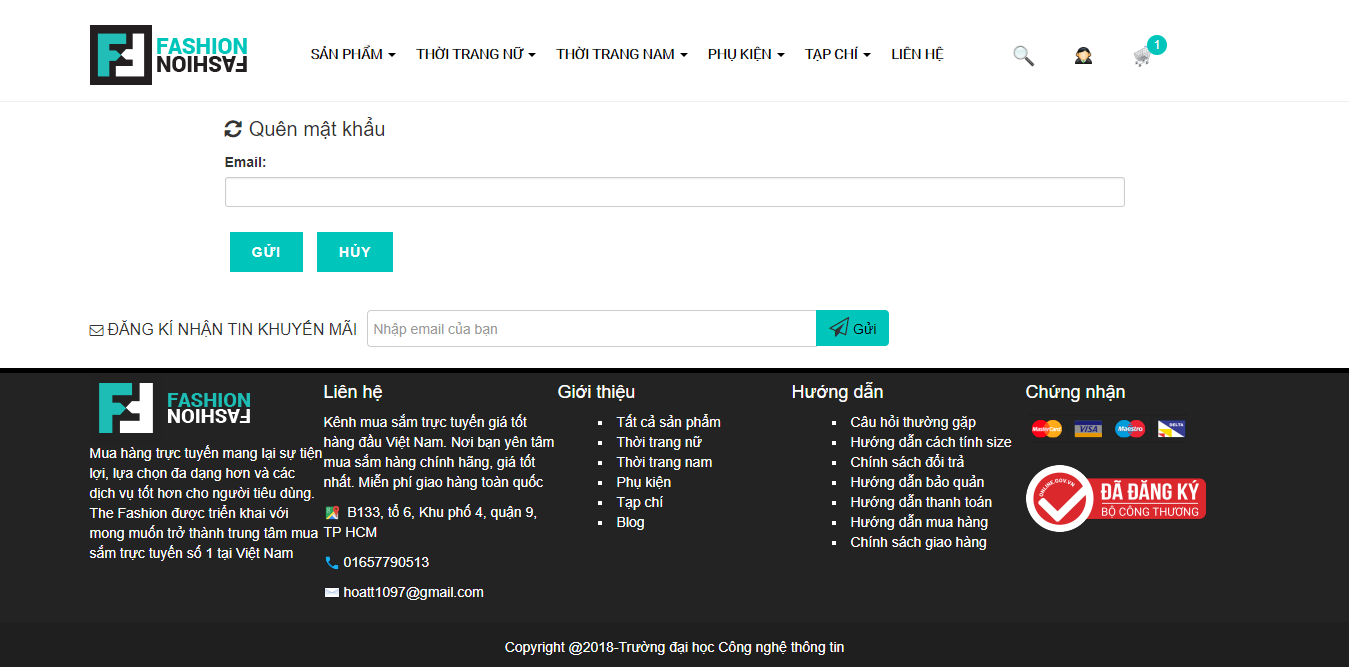 FASHION
FASHION
SẢN PHẨM THỜI TRANG NỮ THỜI TRANG NAM PHỤ KIỆN TẠP CHÍ LIÊN HỆ
1
Quên mật khẩu
Email:
GỬI HỦY
ĐĂNG KÍ NHẬN TIN KHUYẾN MÃI Nhập email của bạn Gửi
FASHION
FASHION
Mua hàng trực tuyến mang lại sự tiện
lợi, lựa chọn đa dạng hơn và các
dịch vụ tốt hơn cho người tiêu dùng.
The Fashion được triển khai với
mong muốn trở thành trung tâm mua
sắm trực tuyến số 1 tại Việt Nam
Liên hệ
Kênh mua sắm trực tuyến giá tốt
hàng đầu Việt Nam. Nơi bạn yên tâm
mua sắm hàng chính hãng, giá tốt
nhất. Miễn phí giao hàng toàn quốc
B133, tổ 6, Khu phố 4, quận 9,
TP HCM
01657790513
hoatt1097@gmail.com
Giới thiệu
Tất cả sản phẩm
Thời trang nữ
Thời trang nam
Phụ kiện
Tạp chí
Blog
Hướng dẫn
Câu hỏi thường gặp
Hướng dẫn cách tính size
Chính sách đổi trả
Hướng dẫn bảo quản
Hướng dẫn thanh toán
Hướng dẫn mua hàng
Chính sách giao hàng
Chứng nhận
MasterCard VISA Maestro DELTA
ONLINE.GOV.VN
ĐÃ ĐĂNG KÝ
BỘ CÔNG THƯƠNG
Copyright @2018-Trường đại học Công nghệ thông tin